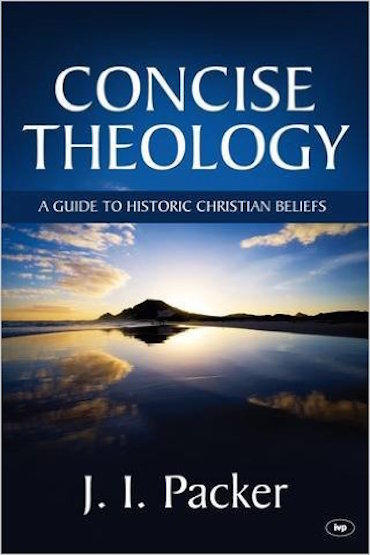 CONCISE
THEOLOGY
A GUIDE TO HISTORIC CHRISTIAN BELIEFS
J. I. Packer
ivp